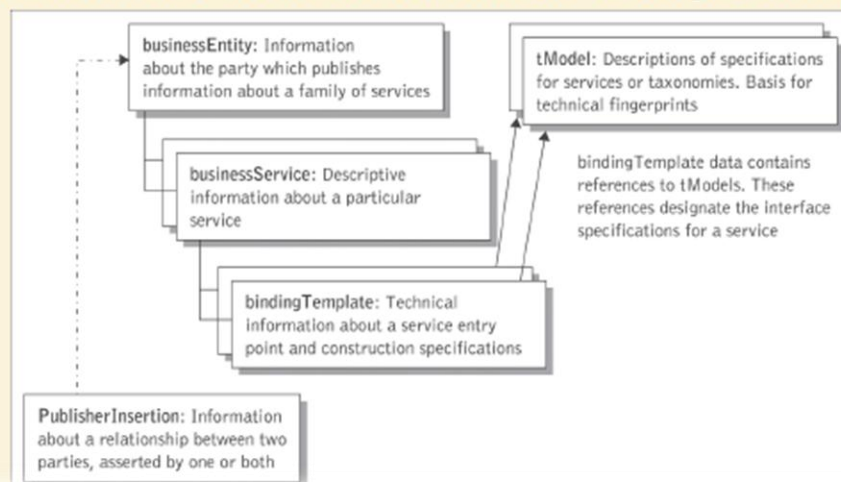 businessEntity: Information
about the party which publishes
information about a family of services
tModel: Descriptions of specifications
for services or taxonomies. Basis for
technical fingerprints
businessService: Descriptive
information about a particular
service
bindingTemplate data contains
references to tModels. These
references designate the interface
specifications for a service
bindingTemplate: Technical
information about a service entry
point and construction specifications
PublisherInsertion: Information
about a relationship between two
parties, asserted by one or both